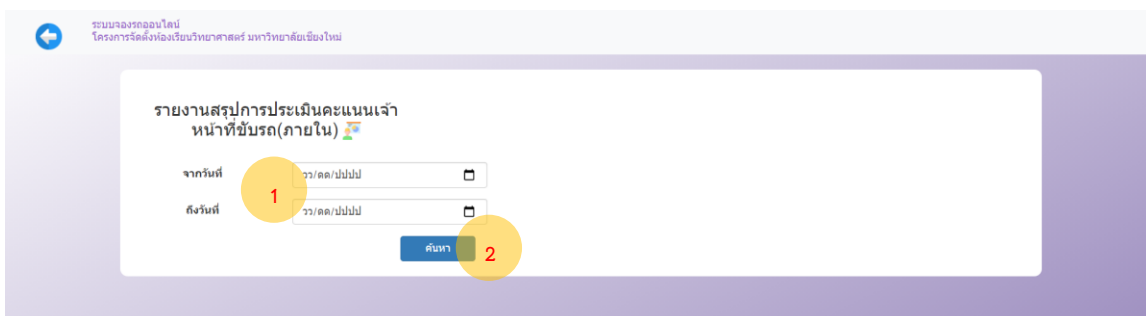 ระบบจองรถออนไลน์
โครงการจัดตั้งห้องเรียนวิทยาศาสตร์ มหาวิทยาลัยเชียงใหม่
รายงานสรุปการประเมินคะแนนเจ้า
หน้าที่ขับรถ(ภายใน)
จากวันที่ วว/ดด/ปปปป
1
ถึงวันที่ วว/ดด/ปปปป
ค้นหา 2